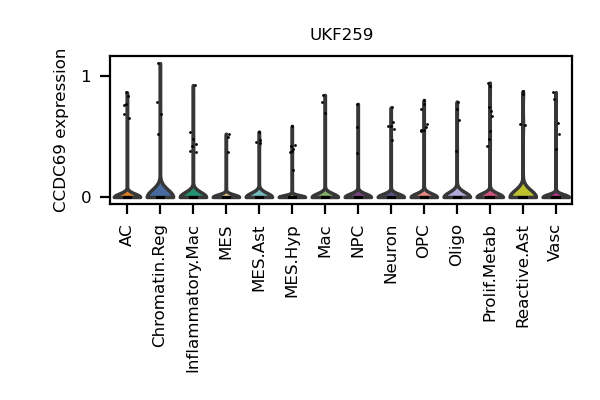 UKF259
CCDC69 expression
1
0
AC
Chromatin.Reg
Inflammatory.Mac
MES
MES.Ast
MES.Hyp
Mac
NPC
Neuron
OPC
Oligo
Prolif.Metab
Reactive.Ast
Vasc